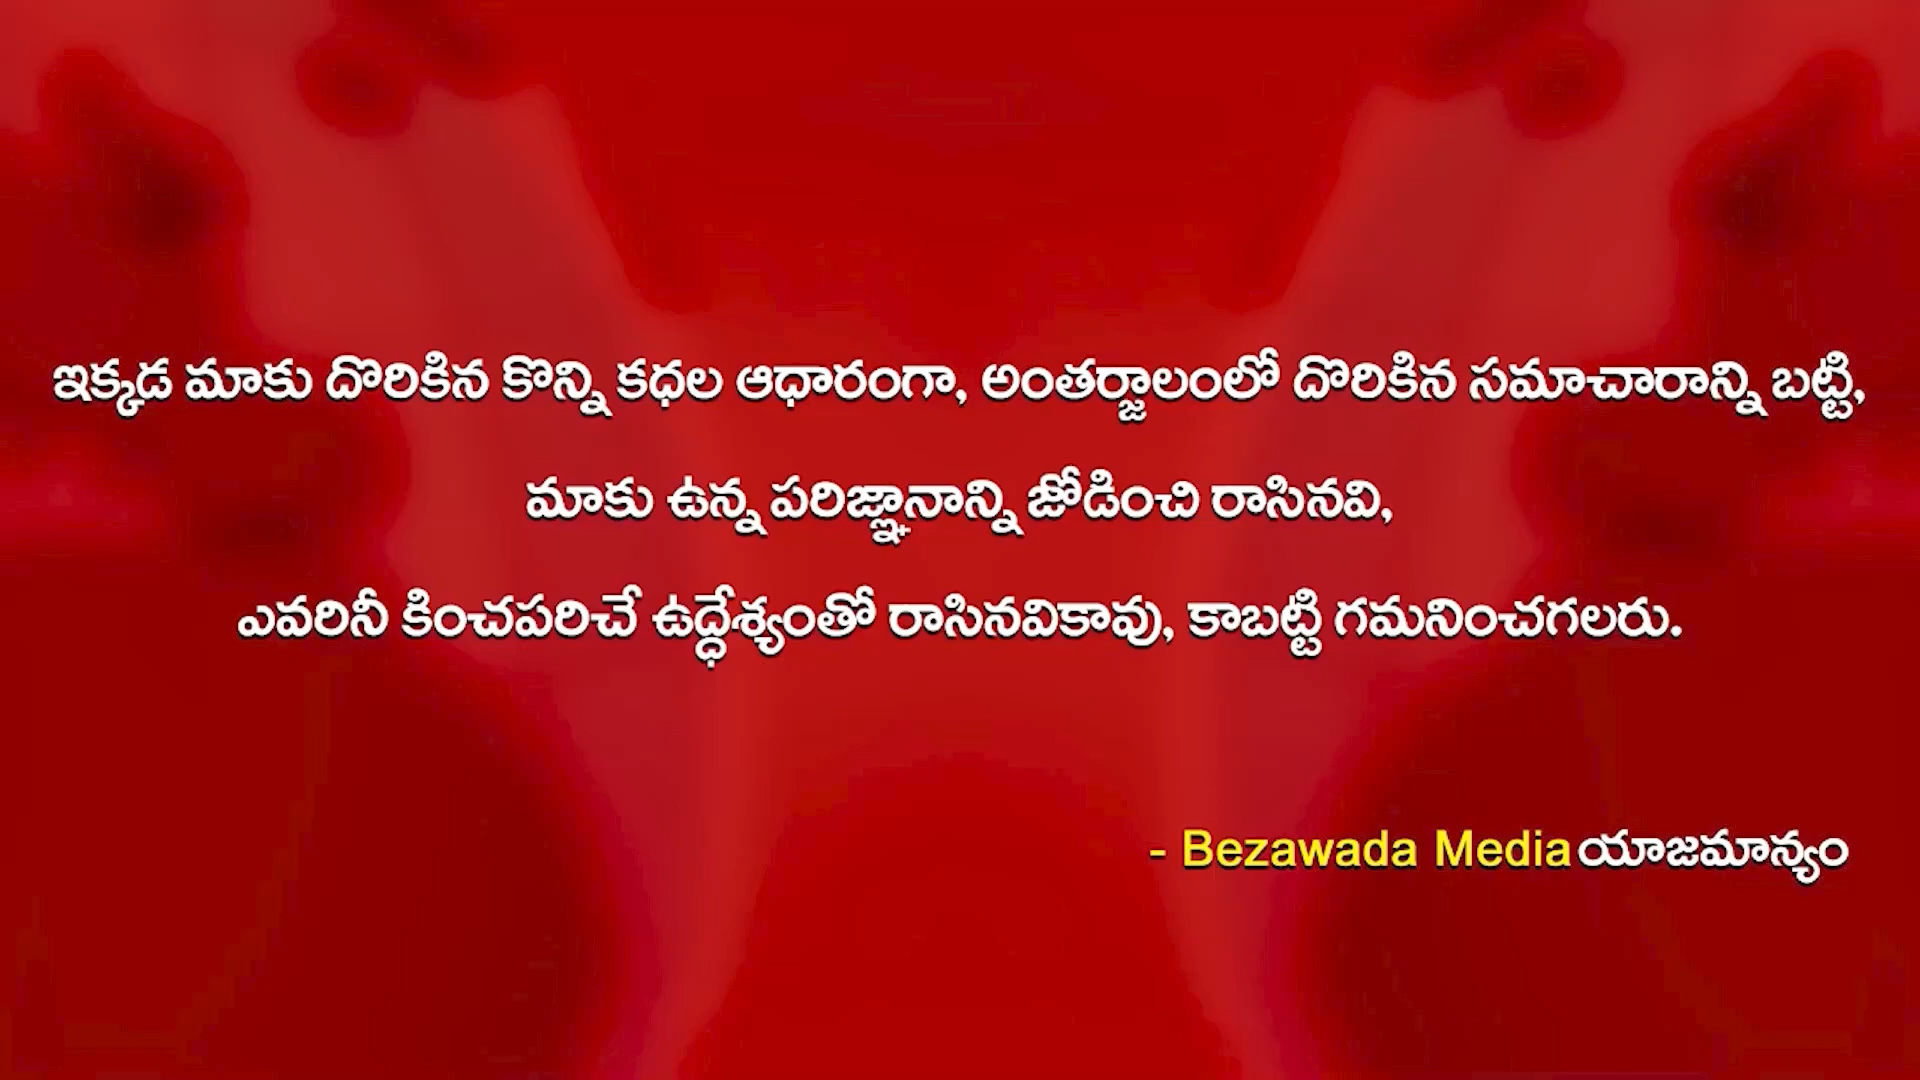 ఇక్కడ మాకు దొరికిన కొన్ని కధల ఆధారంగా, అంతర్జాలంలో దొరికిన సమాచారాన్ని బట్టి,
మాకు ఉన్న పరిజ్ఞానాన్ని జోడించి రాసినవి,
ఎవరినీ కించపరిచే ఉద్ధేశ్యంతో రాసినవికావు, కాబట్టి గమనించగలరు.
- Bezawada Media యాజమాన్యం